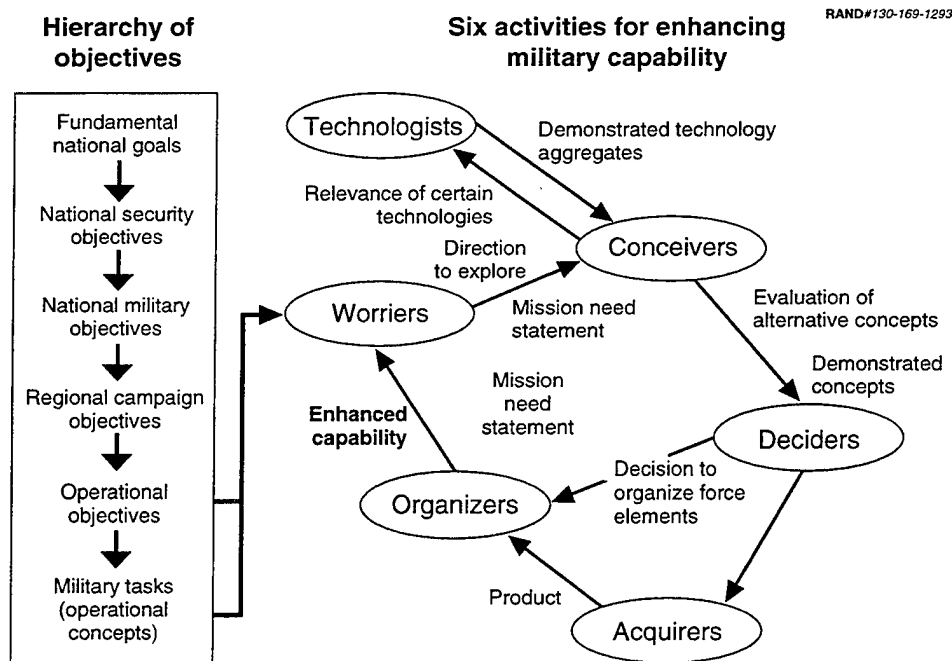 RAND#130-169-1293
Hierarchy of
objectives
Six activities for enhancing
military capability
Fundamental
national goals
National security
objectives
National military
objectives
Regional campaign
objectives
Operational
objectives
Military tasks
(operational
concepts)
Technologists
Demonstrated technology
aggregates
Relevance of certain
technologies
Conceivers
Direction
to explore
Worriers
Mission need
statement
Evaluation of
alternative concepts
Demonstrated
concepts
Mission
need
statement
Enhanced
capability
Deciders
Decision to
organize force
elements
Organizers
Product
Acquirers